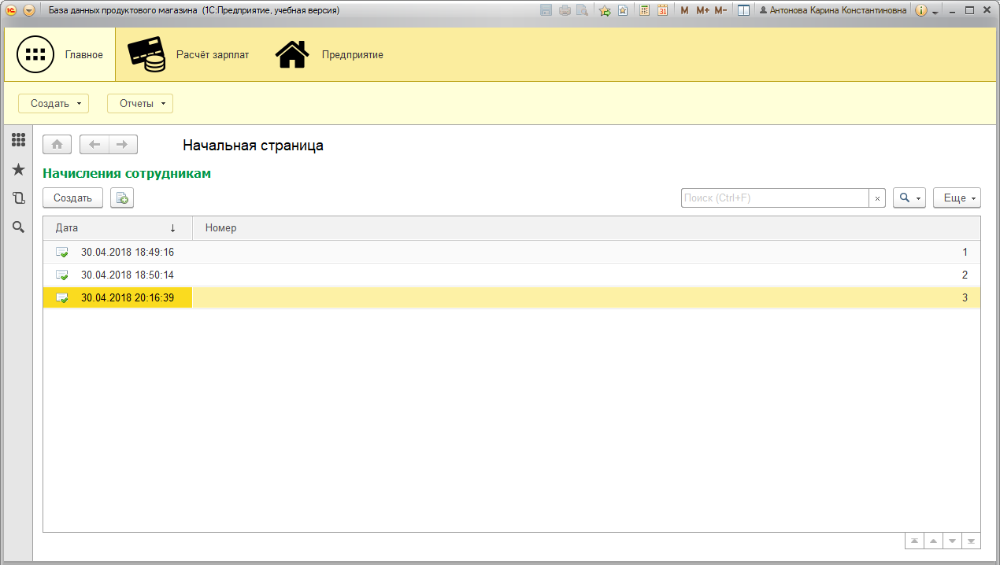 База данных продуктового магазина (1С:Предприятие, учебная версия)
31 M M+ M- Антонова Карина Константиновна
Главное Расчёт зарплат Предприятие
Создать Отчеты
Начальная страница
Начисления сотрудникам
Создать Поиск (Ctrl+F) × Еще
Дата ↓ Номер
30.04.2018 18:49:16 1
30.04.2018 18:50:14 2
30.04.2018 20:16:39 3